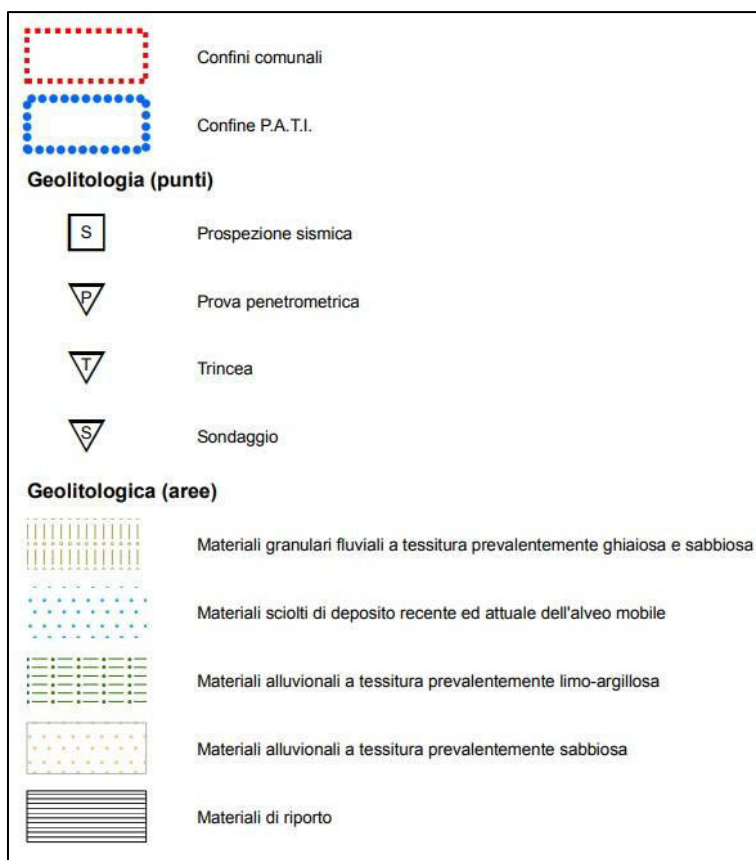 Confini comunali
Confine P.A.T.I.
Geolitologia (punti)
S Prospezione sismica
P Prova penetrometrica
T Trincea
S Sondaggio
Geolitologica (aree)
Materiali granulari fluviali a tessitura prevalentemente ghiaiosa e sabbiosa
Materiali sciolti di deposito recente ed attuale dell'alveo mobile
Materiali alluvionali a tessitura prevalentemente limo-argillosa
Materiali alluvionali a tessitura prevalentemente sabbiosa
Materiali di riporto